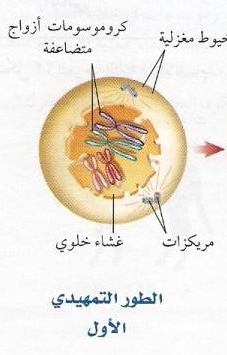 كروموسومات أزواج
متضاعفة
خيوط مغزلية
غشاء خلوي
مريكزات
الطور التمهيدي
الأول